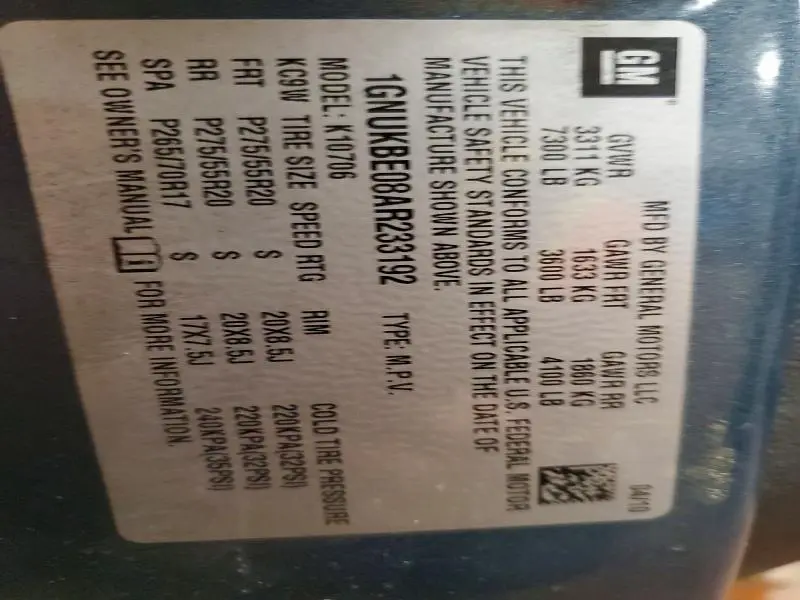 GM
MFD BY GENERAL MOTORS LLC 04/10
GVWR GAWR FRT GAWR RR
3311 KG 1633 KG 1860 KG
7300 LB 3600 LB 4100 LB
THIS VEHICLE CONFORMS TO ALL APPLICABLE U.S. FEDERAL MOTOR
VEHICLE SAFETY STANDARDS IN EFFECT ON THE DATE OF
MANUFACTURE SHOWN ABOVE.
1GNUKBE08AR233192 TYPE: M.P.V.
MODEL: K10706
KC9W TIRE SIZE SPEED RTG RIM COLD TIRE PRESSURE
FRT P275/55R20 S 20X8.5J 220KPA(32PSI)
RR P275/55R20 S 20X8.5J 220KPA(32PSI)
SPA P265/70R17 S 17X7.5J 240KPA(35PSI)
SEE OWNER'S MANUAL i FOR MORE INFORMATION.